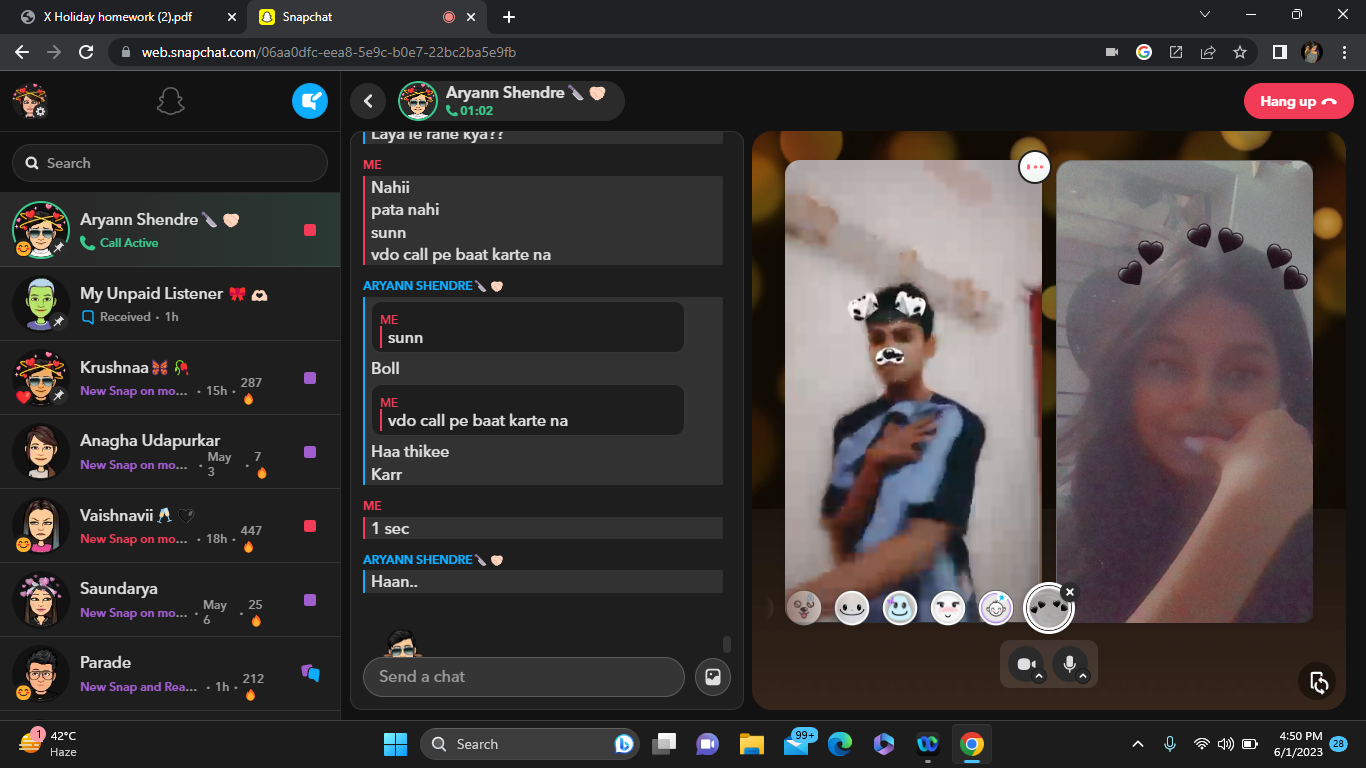 X Holiday homework (2).pdf
Snapchat
web.snapchat.com/06aa0dfc-eea8-5e9c-b0e7-22bc2ba5e9fb
Search
Aryann Shendre🔪🫶🏻
Call Active
My Unpaid Listener 🎀 🫶🏻
Received · 1h
Krushnaa🦋🥀
New Snap on mo... · 15h · 287🔥
Anagha Udapurkar
New Snap on mo... · May 3 · 7🔥
Vaishnavii🥂🖤
New Snap on mo... · 18h · 447🔥
Saundarya
New Snap on mo... · May 6 · 25🔥
Parade
New Snap and Rea... · 1h · 212🔥
Aryann Shendre🔪🫶🏻
01:02
Hang up
Laya le rahe kya??
ME
Nahii
pata nahi
sunn
vdo call pe baat karte na
ARYANN SHENDRE🔪🫶🏻
ME
sunn
Boll
ME
vdo call pe baat karte na
Haa thikee
Karr
ME
1 sec
ARYANN SHENDRE🔪🫶🏻
Haan..
Send a chat
1
42°C
Haze
Search
99+
4:50 PM
6/1/2023
28